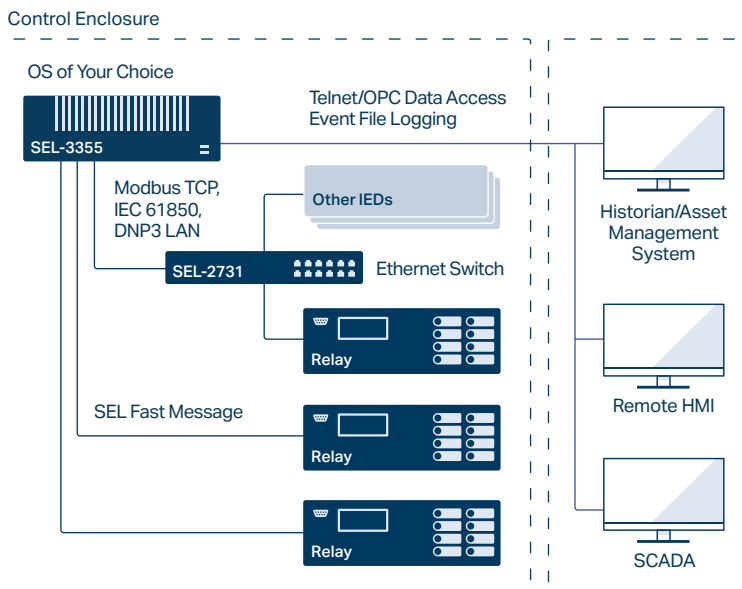 Control Enclosure
OS of Your Choice
SEL-3355
Telnet/OPC Data Access
Event File Logging
Modbus TCP,
IEC 61850,
DNP3 LAN
Other IEDs
SEL-2731
Ethernet Switch
Relay
SEL Fast Message
Relay
Relay
Historian/Asset
Management
System
Remote HMI
SCADA